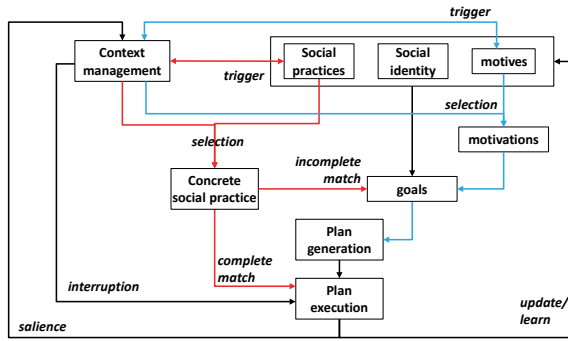 trigger
Context
management
Social
practices
Social
identity
motives
trigger
selection
selection
motivations
incomplete
match
Concrete
social practice
goals
Plan
generation
complete
match
interruption
Plan
execution
update/
learn
salience